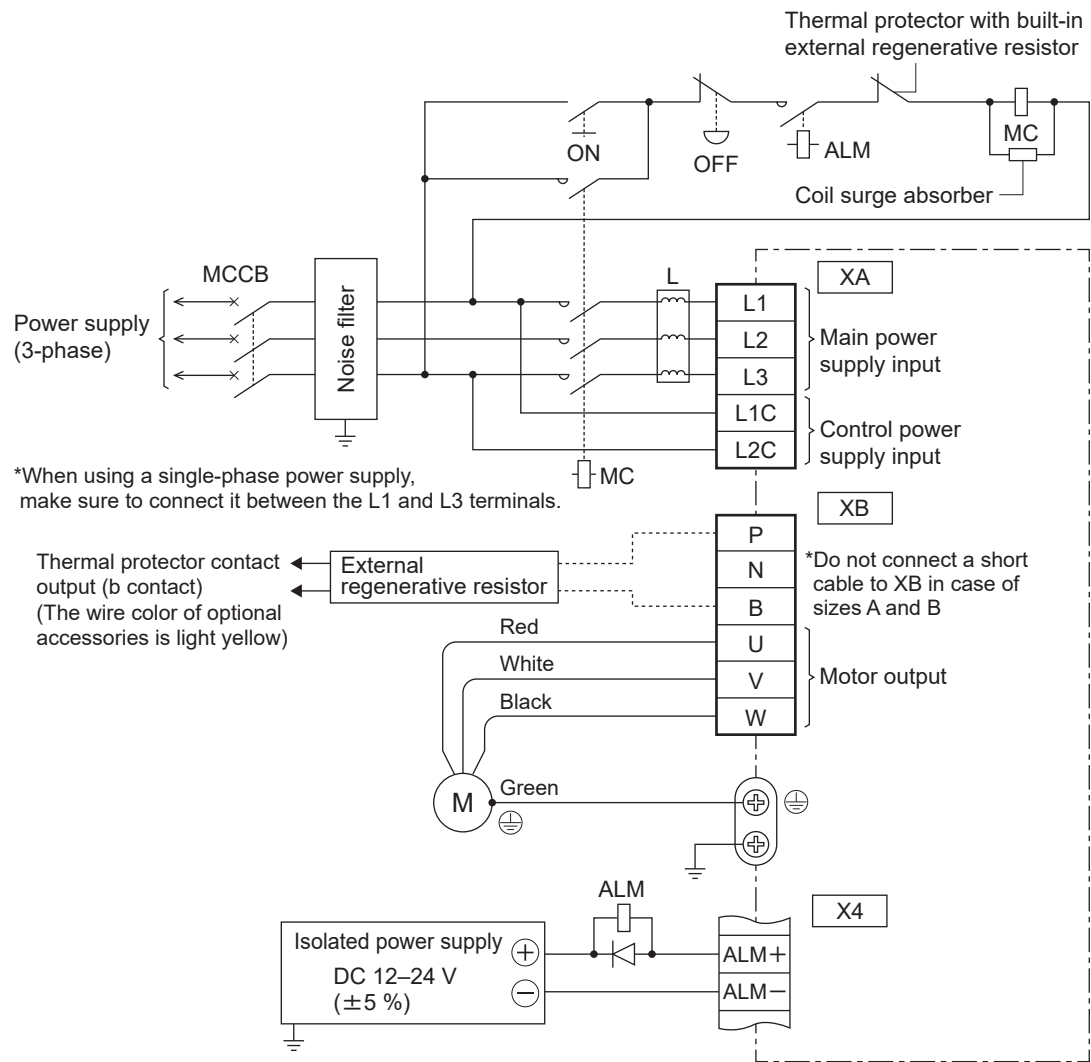 Thermal protector with built-in
external regenerative resistor
ON
OFF
ALM
MC
Coil surge absorber
MCCB
Noise filter
L
XA
Power supply
(3-phase)
L1
L2
L3
L1C
L2C
Main power
supply input
Control power
supply input
*When using a single-phase power supply,
make sure to connect it between the L1 and L3 terminals.
MC
XB
Thermal protector contact
output (b contact)
(The wire color of optional
accessories is light yellow)
External
regenerative resistor
P
N
B
U
V
W
*Do not connect a short
cable to XB in case of
sizes A and B
Red
White
Black
Motor output
M
Green
ALM
X4
Isolated power supply
DC 12–24 V
(±5 %)
+
−
ALM+
ALM−